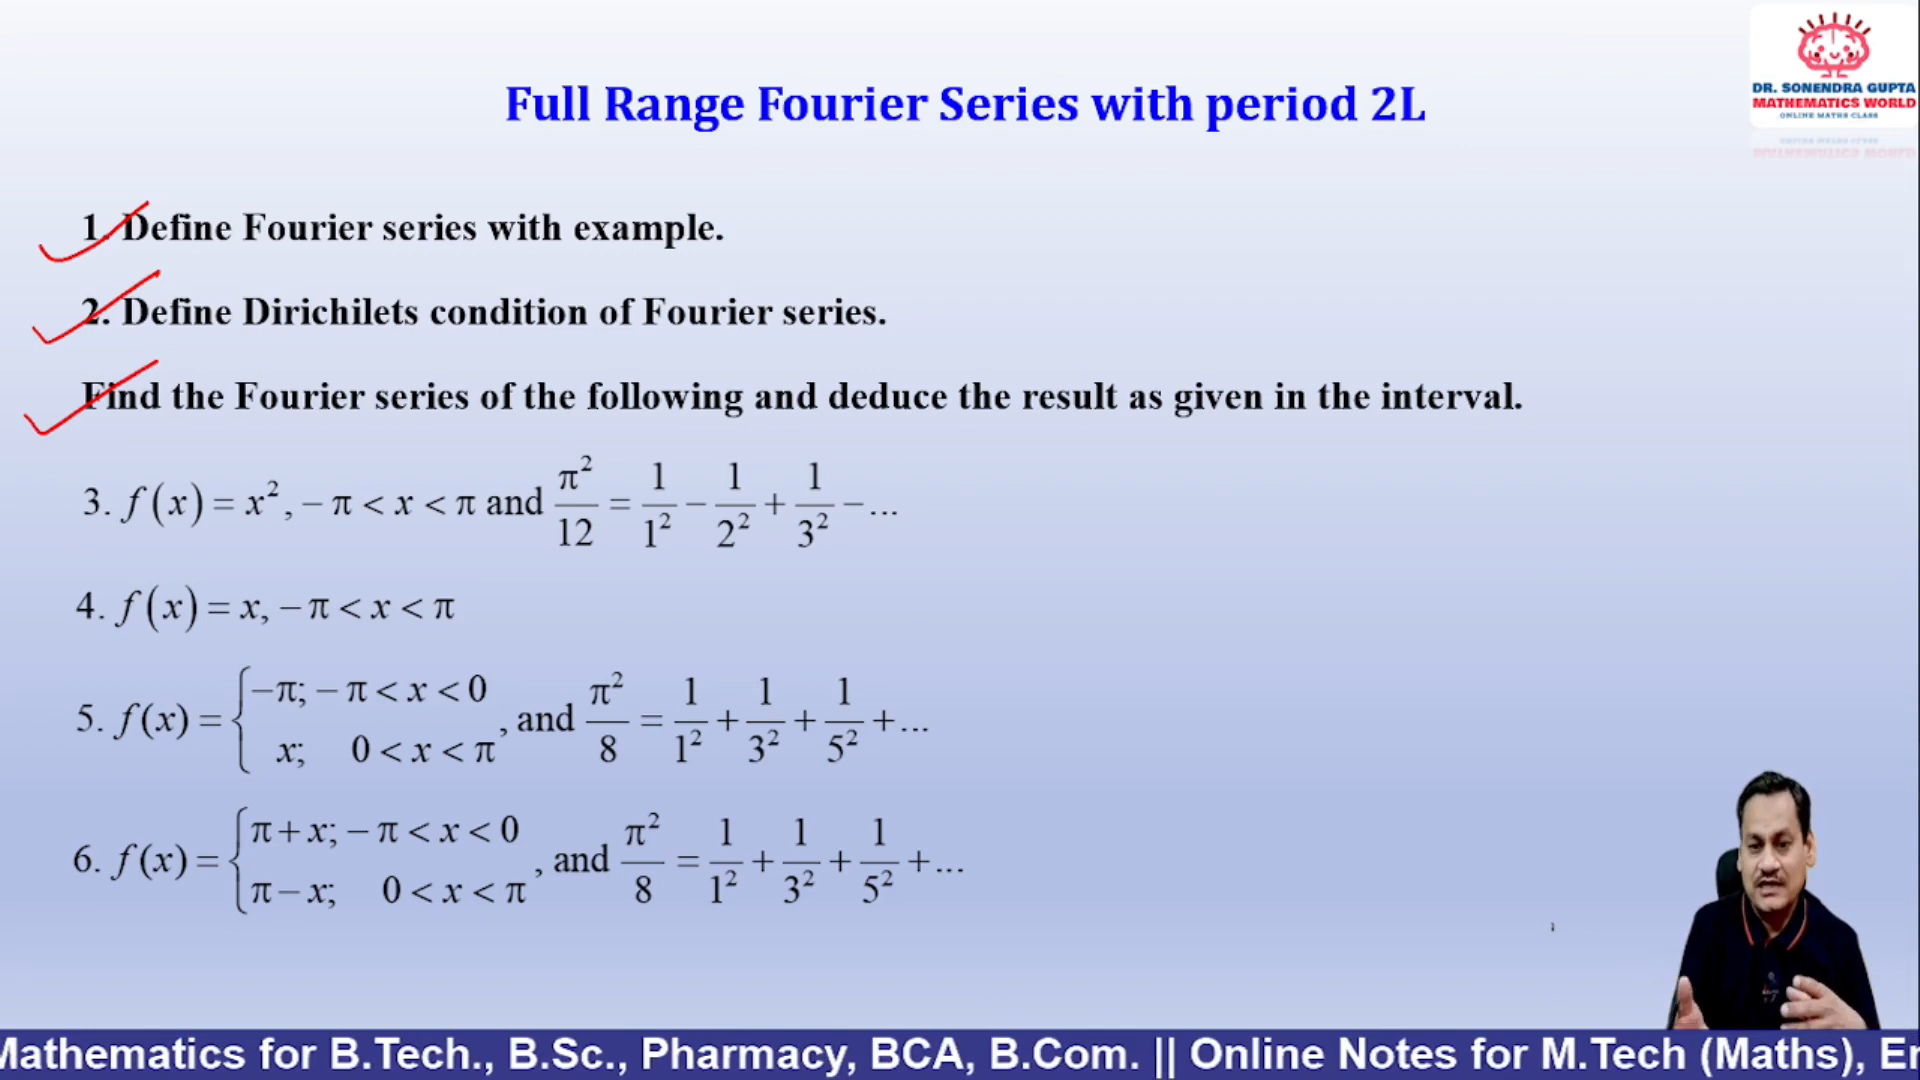 DR. SONENDRA GUPTA
MATHEMATICS WORLD
ONLINE MATHS CLASS
Full Range Fourier Series with period 2L
1. Define Fourier series with example.
2. Define Dirichilets condition of Fourier series.
Find the Fourier series of the following and deduce the result as given in the interval.
3. f(x) = x², −π < x < π and π²/12 = 1/1² − 1/2² + 1/3² − ...
4. f(x) = x, −π < x < π
5. f(x) = { −π; −π < x < 0
x; 0 < x < π , and π²/8 = 1/1² + 1/3² + 1/5² + ...
6. f(x) = { π + x; −π < x < 0
π − x; 0 < x < π , and π²/8 = 1/1² + 1/3² + 1/5² + ...
Mathematics for B.Tech., B.Sc., Pharmacy, BCA, B.Com. || Online Notes for M.Tech (Maths), En